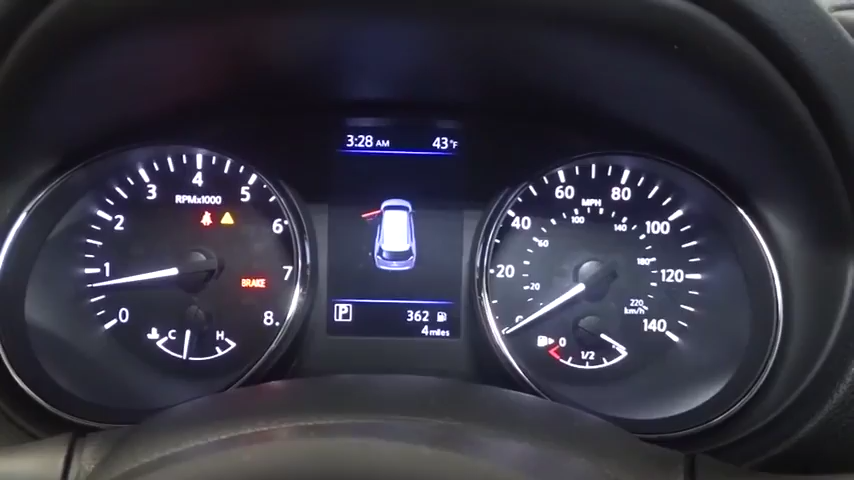 3:28 AM 43°F
RPMx1000
0 1 2 3 4 5 6 7 8
BRAKE
C H
P
362
4 miles
MPH
0 20 40 60 80 100 120 140
20 60 100 140 180 220
km/h
0 1/2